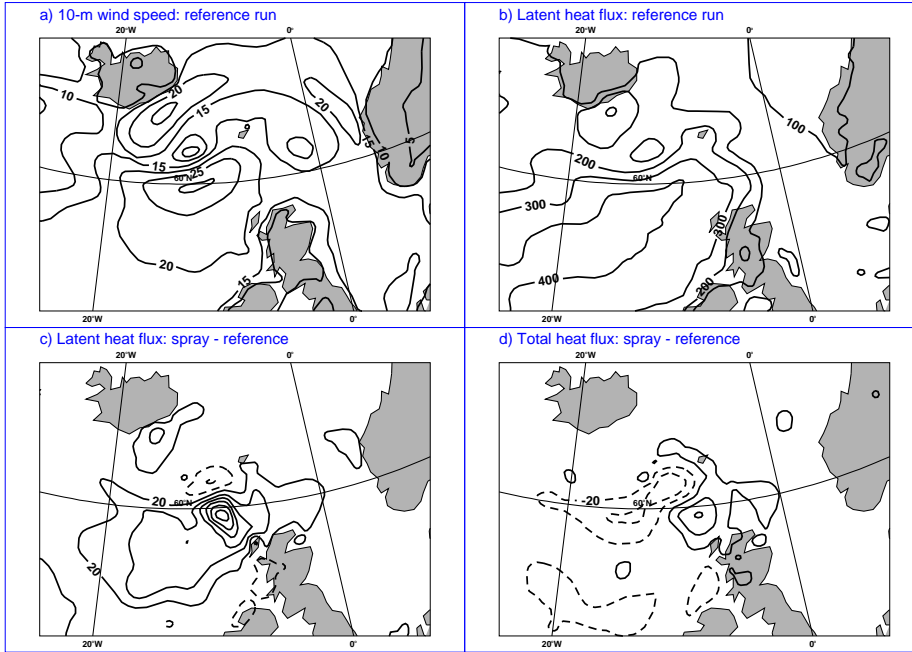 a) 10-m wind speed: reference run
20°W
0°
10
20
15
20
15
10
5
9
15
60°N
25
20
15
20°W
0°
b) Latent heat flux: reference run
20°W
0°
100
200
60°N
300
300
400
200
20°W
0°
c) Latent heat flux: spray - reference
20°W
0°
20
60°N
20
20°W
0°
d) Total heat flux: spray - reference
20°W
0°
-20
60°N
20°W
0°